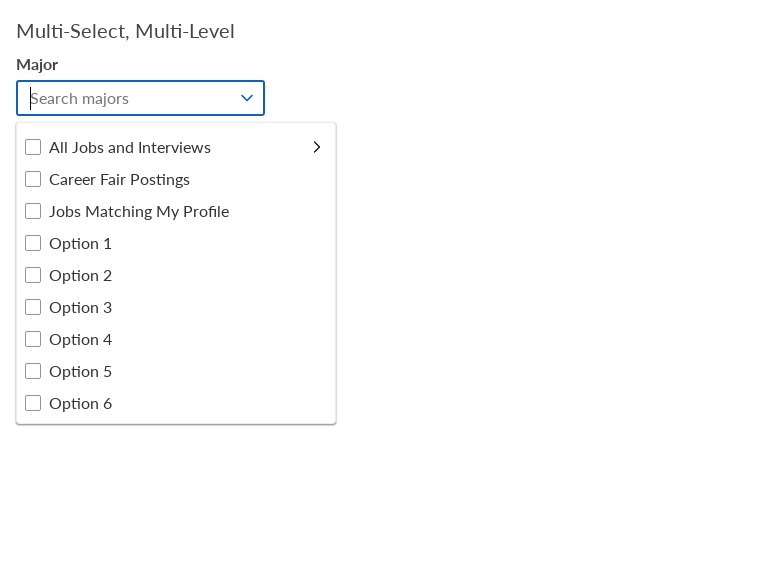 Multi-Select, Multi-Level
Major
Search majors
All Jobs and Interviews
Career Fair Postings
Jobs Matching My Profile
Option 1
Option 2
Option 3
Option 4
Option 5
Option 6